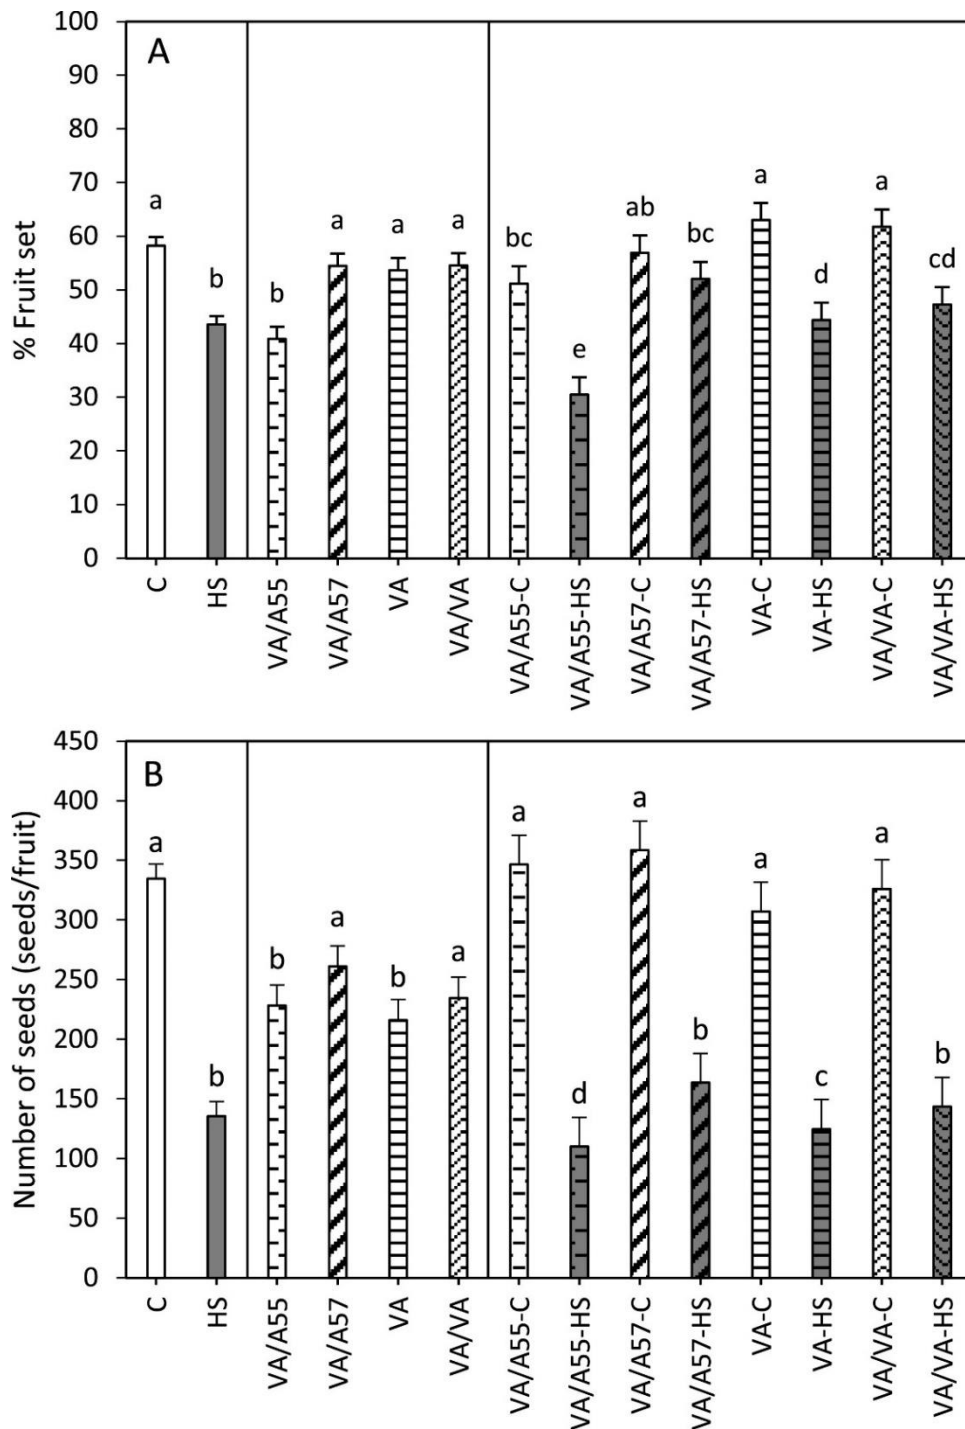 A
% Fruit set
100
90
80
70
60
50
40
30
20
10
0
a
b
b
a
a
a
bc
e
ab
bc
a
d
a
cd
C
HS
VA/A55
VA/A57
VA
VA/VA
VA/A55-C
VA/A55-HS
VA/A57-C
VA/A57-HS
VA-C
VA-HS
VA/VA-C
VA/VA-HS
B
Number of seeds (seeds/fruit)
450
400
350
300
250
200
150
100
50
0
a
b
b
a
b
a
a
d
a
b
a
c
a
b
C
HS
VA/A55
VA/A57
VA
VA/VA
VA/A55-C
VA/A55-HS
VA/A57-C
VA/A57-HS
VA-C
VA-HS
VA/VA-C
VA/VA-HS